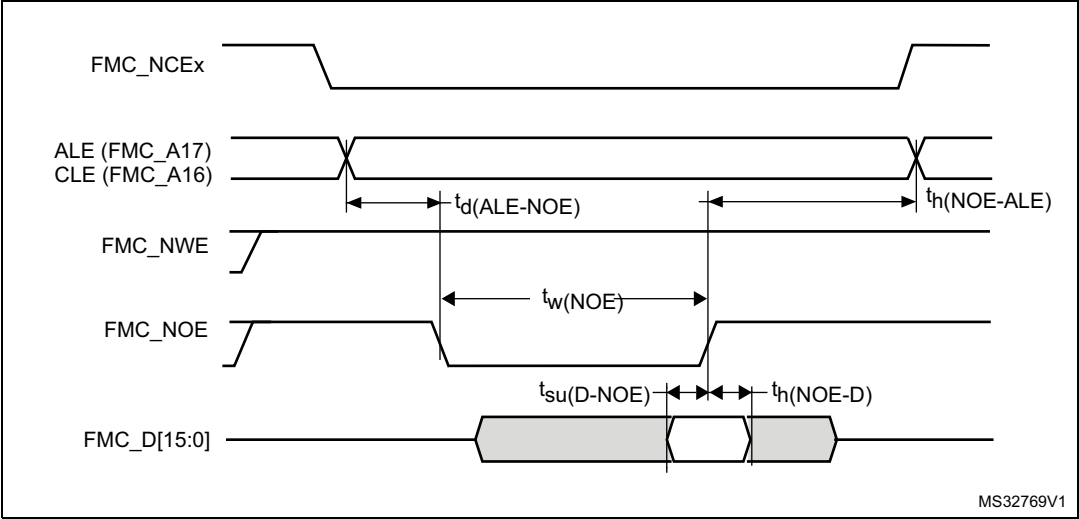 FMC_NCEx
ALE (FMC_A17)
CLE (FMC_A16)
td(ALE-NOE)
th(NOE-ALE)
FMC_NWE
tw(NOE)
FMC_NOE
tsu(D-NOE)
th(NOE-D)
FMC_D[15:0]
MS32769V1